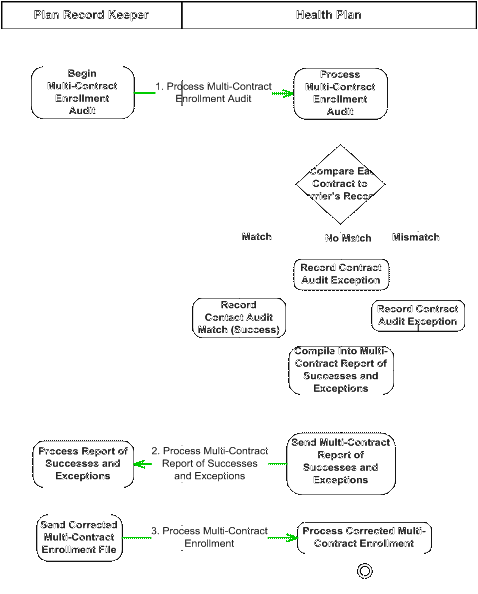 Plan Record Keeper
Health Plan
Begin
Multi-Contract
Enrollment
Audit
1. Process Multi-Contract
Enrollment Audit
Process
Multi-Contract
Enrollment
Audit
Compare Ea
Contract to
rrier's Recor
Match
No Match
Mismatch
Record Contract
Audit Exception
Record
Contact Audit
Match (Success)
Record Contract
Audit Exception
Compile into Multi-
Contract Report of
Successes and
Exceptions
Process Report of
Successes and
Exceptions
2. Process Multi-Contract
Report of Successes
and Exceptions
Send Multi-Contract
Report of
Successes and
Exceptions
Send Corrected
Multi-Contract
Enrollment File
3. Process Multi-Contract
Enrollment
Process Corrected Multi-
Contract Enrollment